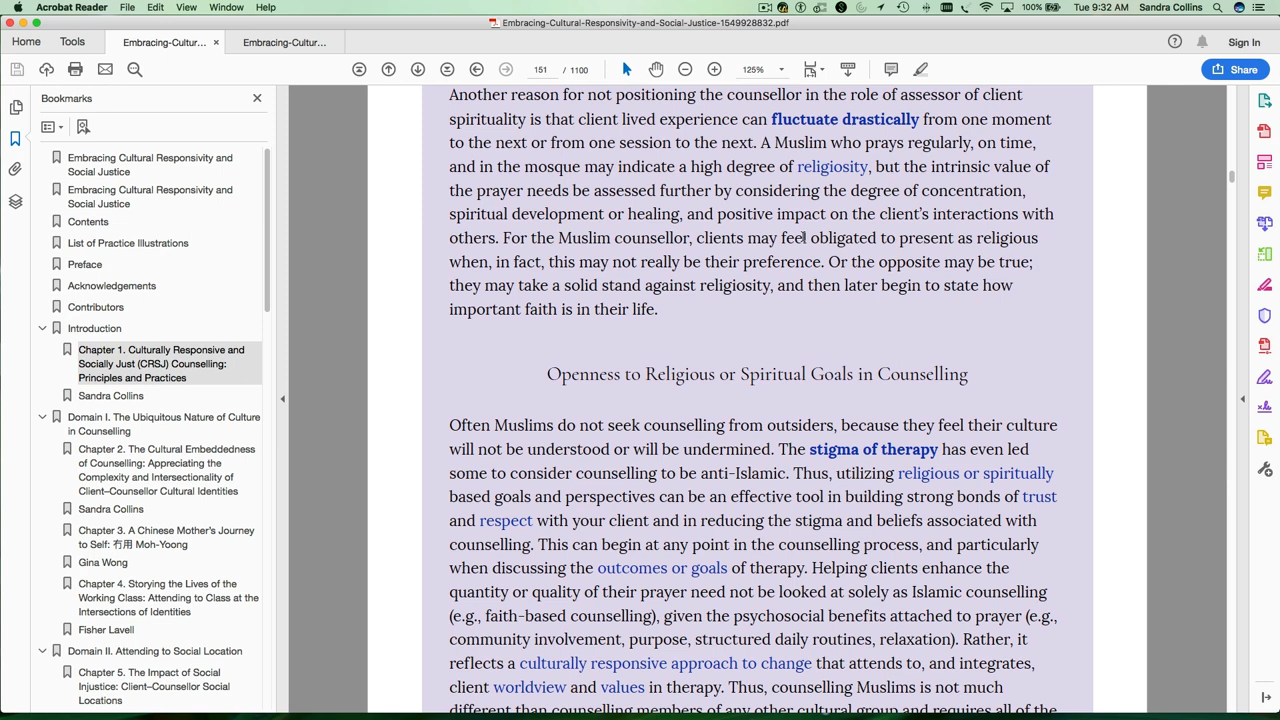 Acrobat Reader File Edit View Window Help 100% Tue 9:32 AM Sandra Collins
Embracing-Cultural-Responsivity-and-Social-Justice-1549928832.pdf
Home Tools Embracing-Cultur... × Embracing-Cultur... Sign In
151 / 1100 125% Share
Bookmarks
Embracing Cultural Responsivity and
Social Justice
Embracing Cultural Responsivity and
Social Justice
Contents
List of Practice Illustrations
Preface
Acknowledgements
Contributors
Introduction
Chapter 1. Culturally Responsive and
Socially Just (CRSJ) Counselling:
Principles and Practices
Sandra Collins
Domain I. The Ubiquitous Nature of Culture
in Counselling
Chapter 2. The Cultural Embeddedness
of Counselling: Appreciating the
Complexity and Intersectionality of
Client–Counsellor Cultural Identities
Sandra Collins
Chapter 3. A Chinese Mother's Journey
to Self: 冇用 Moh-Yoong
Gina Wong
Chapter 4. Storying the Lives of the
Working Class: Attending to Class at the
Intersections of Identities
Fisher Lavell
Domain II. Attending to Social Location
Chapter 5. The Impact of Social
Injustice: Client–Counsellor Social
Locations
Another reason for not positioning the counsellor in the role of assessor of client
spirituality is that client lived experience can fluctuate drastically from one moment
to the next or from one session to the next. A Muslim who prays regularly, on time,
and in the mosque may indicate a high degree of religiosity, but the intrinsic value of
the prayer needs be assessed further by considering the degree of concentration,
spiritual development or healing, and positive impact on the client's interactions with
others. For the Muslim counsellor, clients may feel obligated to present as religious
when, in fact, this may not really be their preference. Or the opposite may be true;
they may take a solid stand against religiosity, and then later begin to state how
important faith is in their life.
Openness to Religious or Spiritual Goals in Counselling
Often Muslims do not seek counselling from outsiders, because they feel their culture
will not be understood or will be undermined. The stigma of therapy has even led
some to consider counselling to be anti-Islamic. Thus, utilizing religious or spiritually
based goals and perspectives can be an effective tool in building strong bonds of trust
and respect with your client and in reducing the stigma and beliefs associated with
counselling. This can begin at any point in the counselling process, and particularly
when discussing the outcomes or goals of therapy. Helping clients enhance the
quantity or quality of their prayer need not be looked at solely as Islamic counselling
(e.g., faith-based counselling), given the psychosocial benefits attached to prayer (e.g.,
community involvement, purpose, structured daily routines, relaxation). Rather, it
reflects a culturally responsive approach to change that attends to, and integrates,
client worldview and values in therapy. Thus, counselling Muslims is not much
different than counselling members of any other cultural group and requires all of the